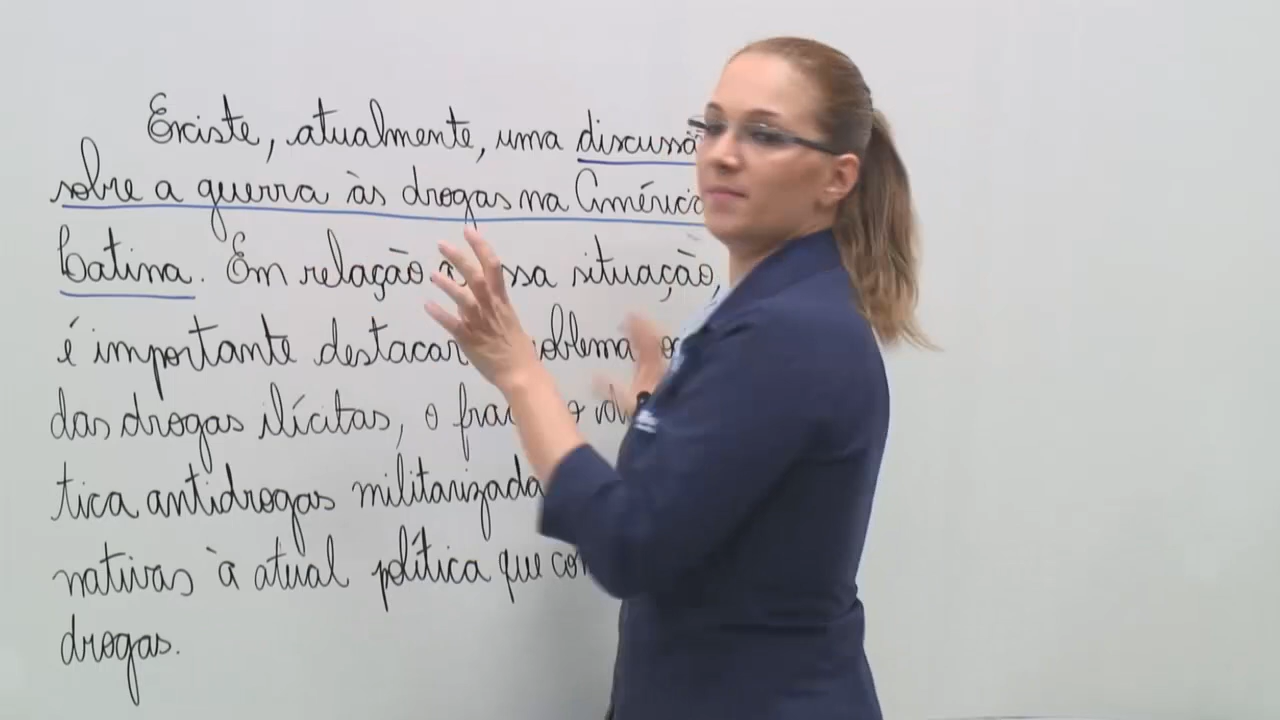 Existe, atualmente, uma discussã
sobre a guerra às drogas na América
Latina. Em relação a essa situação,
é importante destacar
das drogas ilícitas, o
tica antidrogas militarizada
nativas à atual política que
drogas.